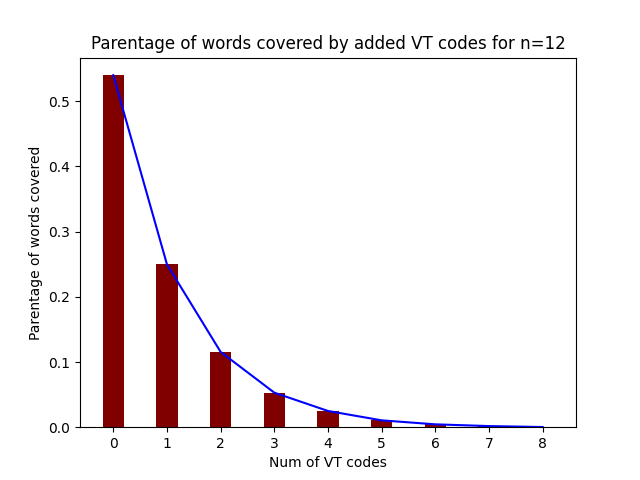 Parentage of words covered by added VT codes for n=12
Parentage of words covered
0.5
0.4
0.3
0.2
0.1
0.0
0 1 2 3 4 5 6 7 8
Num of VT codes